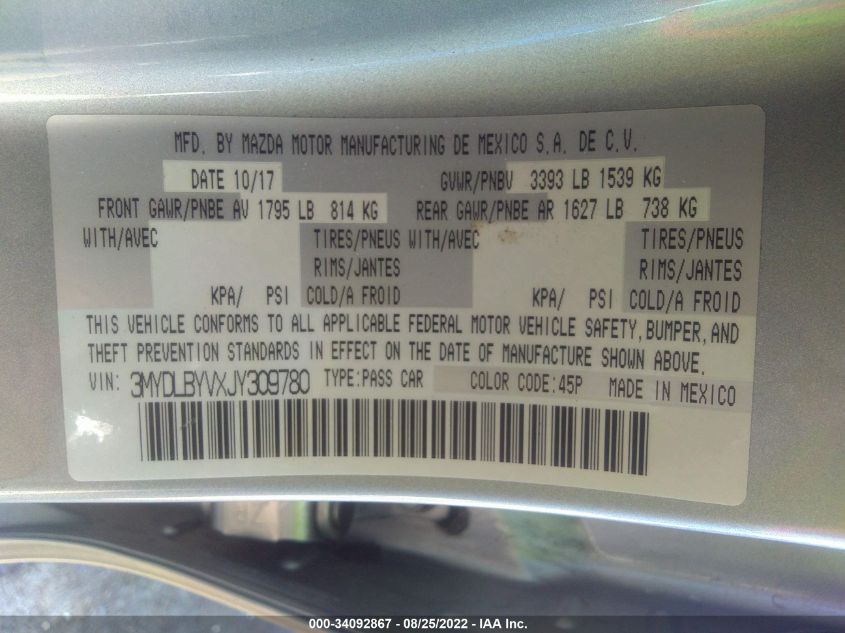 MFD. BY MAZDA MOTOR MANUFACTURING DE MEXICO S.A. DE C.V.
DATE 10/17 GVWR/PNBV 3393 LB 1539 KG
FRONT GAWR/PNBE AV 1795 LB 814 KG REAR GAWR/PNBE AR 1627 LB 738 KG
WITH/AVEC TIRES/PNEUS WITH/AVEC TIRES/PNEUS
RIMS/JANTES RIMS/JANTES
KPA/ PSI COLD/A FROID KPA/ PSI COLD/A FROID
THIS VEHICLE CONFORMS TO ALL APPLICABLE FEDERAL MOTOR VEHICLE SAFETY, BUMPER, AND
THEFT PREVENTION STANDARDS IN EFFECT ON THE DATE OF MANUFACTURE SHOWN ABOVE.
VIN: 3MYDLBYVXJY309780 TYPE:PASS CAR COLOR CODE:45P MADE IN MEXICO
000-34092867 - 08/25/2022 - IAA Inc.